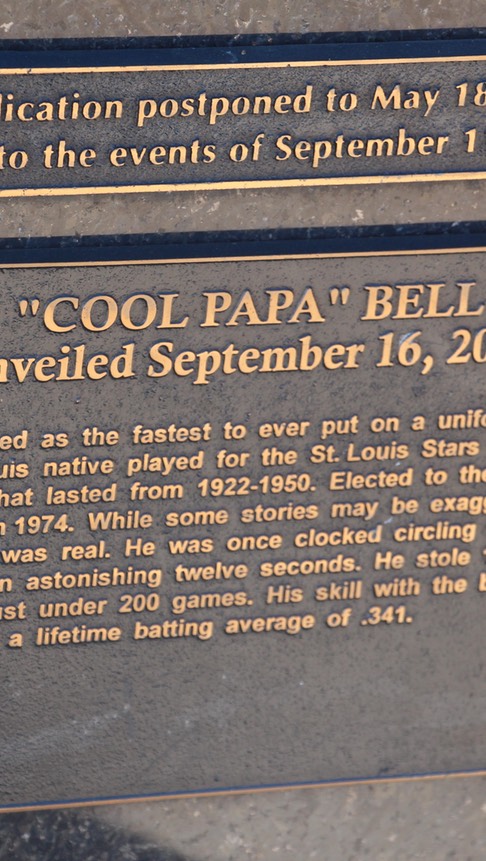 lication postponed to May 18
to the events of September 1
"COOL PAPA" BELL
nveiled September 16, 20
ed as the fastest to ever put on a unifo
uis native played for the St. Louis Stars
hat lasted from 1922-1950. Elected to the
n 1974. While some stories may be exagg
was real. He was once clocked circling
n astonishing twelve seconds. He stole
ust under 200 games. His skill with the b
a lifetime batting average of .341.